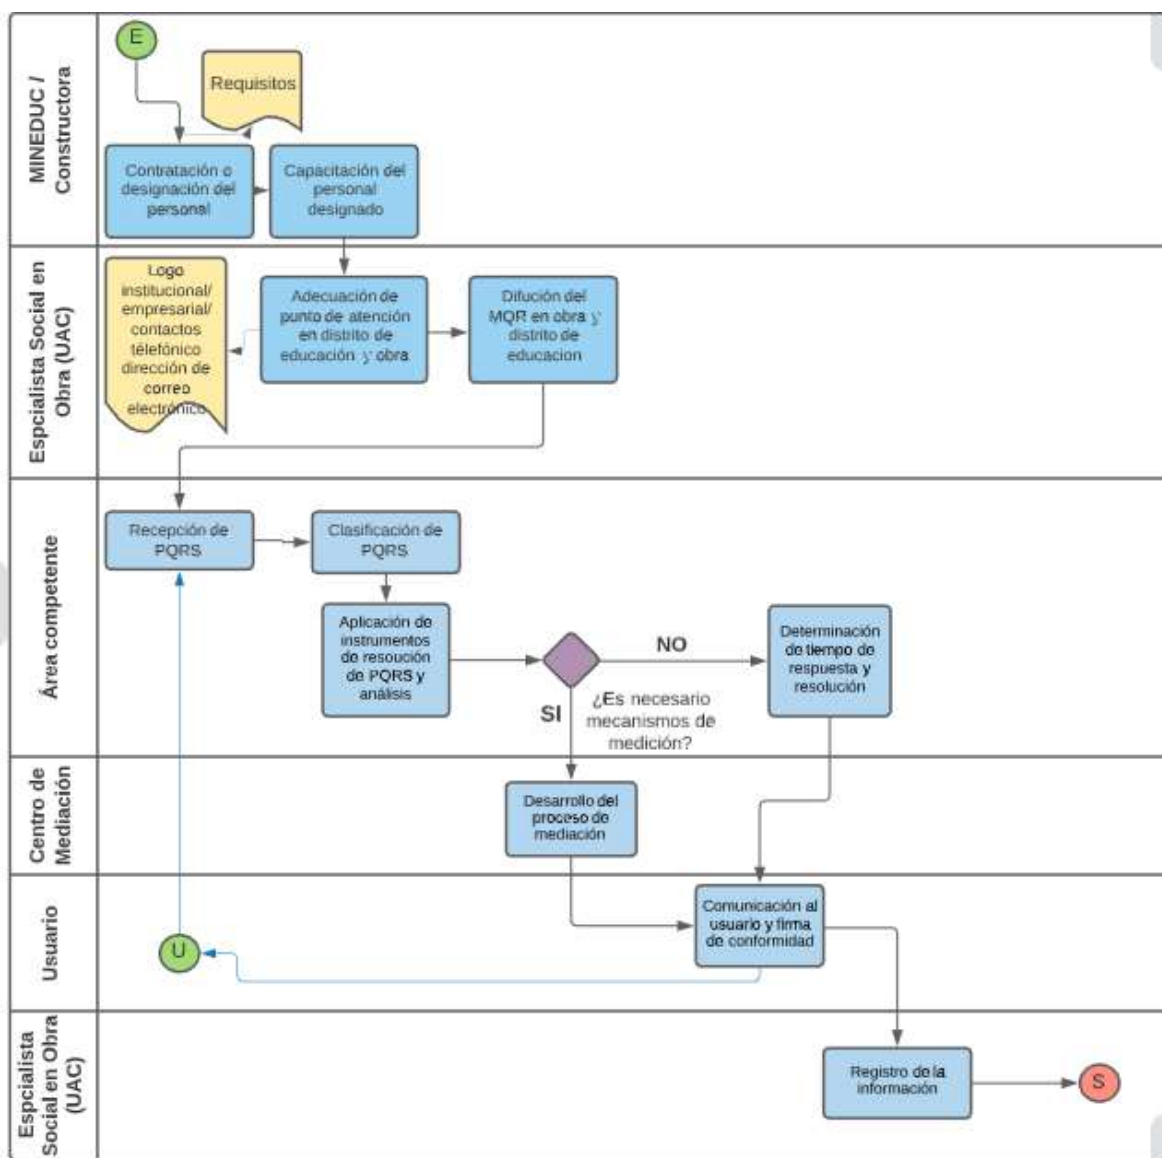 MINEDUC /
Constructora
E
Requisitos
Contratación o
designación del
personal
Capacitación del
personal
designado
Espcialista Social en
Obra (UAC)
Logo
institucional/
empresarial/
contactos
télefónico
dirección de
correo
electrónico
Adecuación de
punto de atención
en distrito de
educación y obra
Difución del
MQR en obra y
distrito de
educacion
Área competente
Recepción de
PQRS
Clasificación de
PQRS
Aplicación de
instrumentos
de resoución
de PQRS y
análisis
NO
SI
¿Es necesario
mecanismos de
medición?
Determinación
de tiempo de
respuesta y
resolución
Centro de
Mediación
Desarrollo del
proceso de
mediación
Usuario
U
Comunicación al
usuario y firma
de conformidad
Espcialista
Social en Obra
(UAC)
Registro de la
información
S